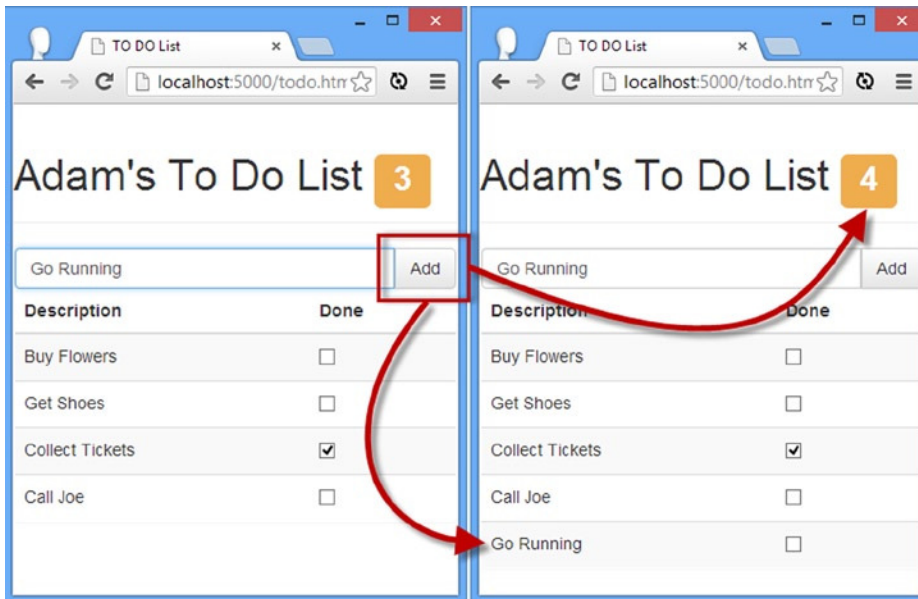 TO DO List
localhost:5000/todo.htm
Adam's To Do List 3
Go Running Add
Description Done
Buy Flowers
Get Shoes
Collect Tickets
Call Joe
TO DO List
localhost:5000/todo.htm
Adam's To Do List 4
Go Running Add
Description Done
Buy Flowers
Get Shoes
Collect Tickets
Call Joe
Go Running